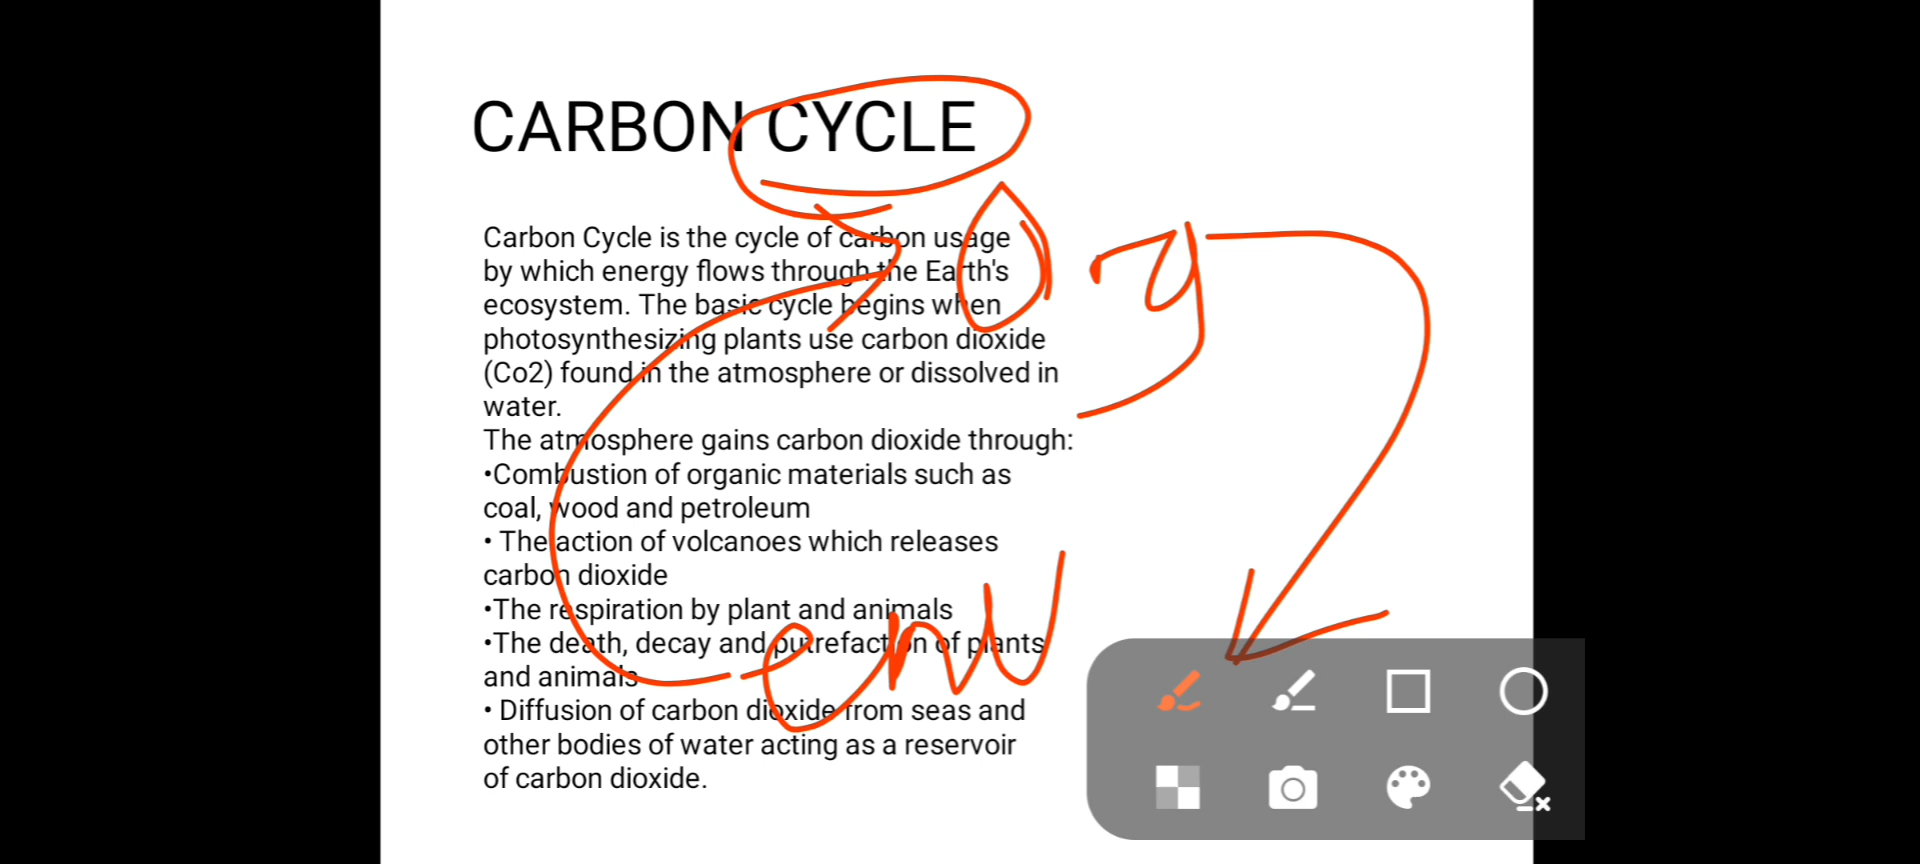 CARBON CYCLE
Carbon Cycle is the cycle of carbon usage
by which energy flows through the Earth's
ecosystem. The basic cycle begins when
photosynthesizing plants use carbon dioxide
(Co2) found in the atmosphere or dissolved in
water.
The atmosphere gains carbon dioxide through:
•Combustion of organic materials such as
coal, wood and petroleum
• The action of volcanoes which releases
carbon dioxide
•The respiration by plant and animals
•The death, decay and putrefaction of plants
and animals
• Diffusion of carbon dioxide from seas and
other bodies of water acting as a reservoir
of carbon dioxide.